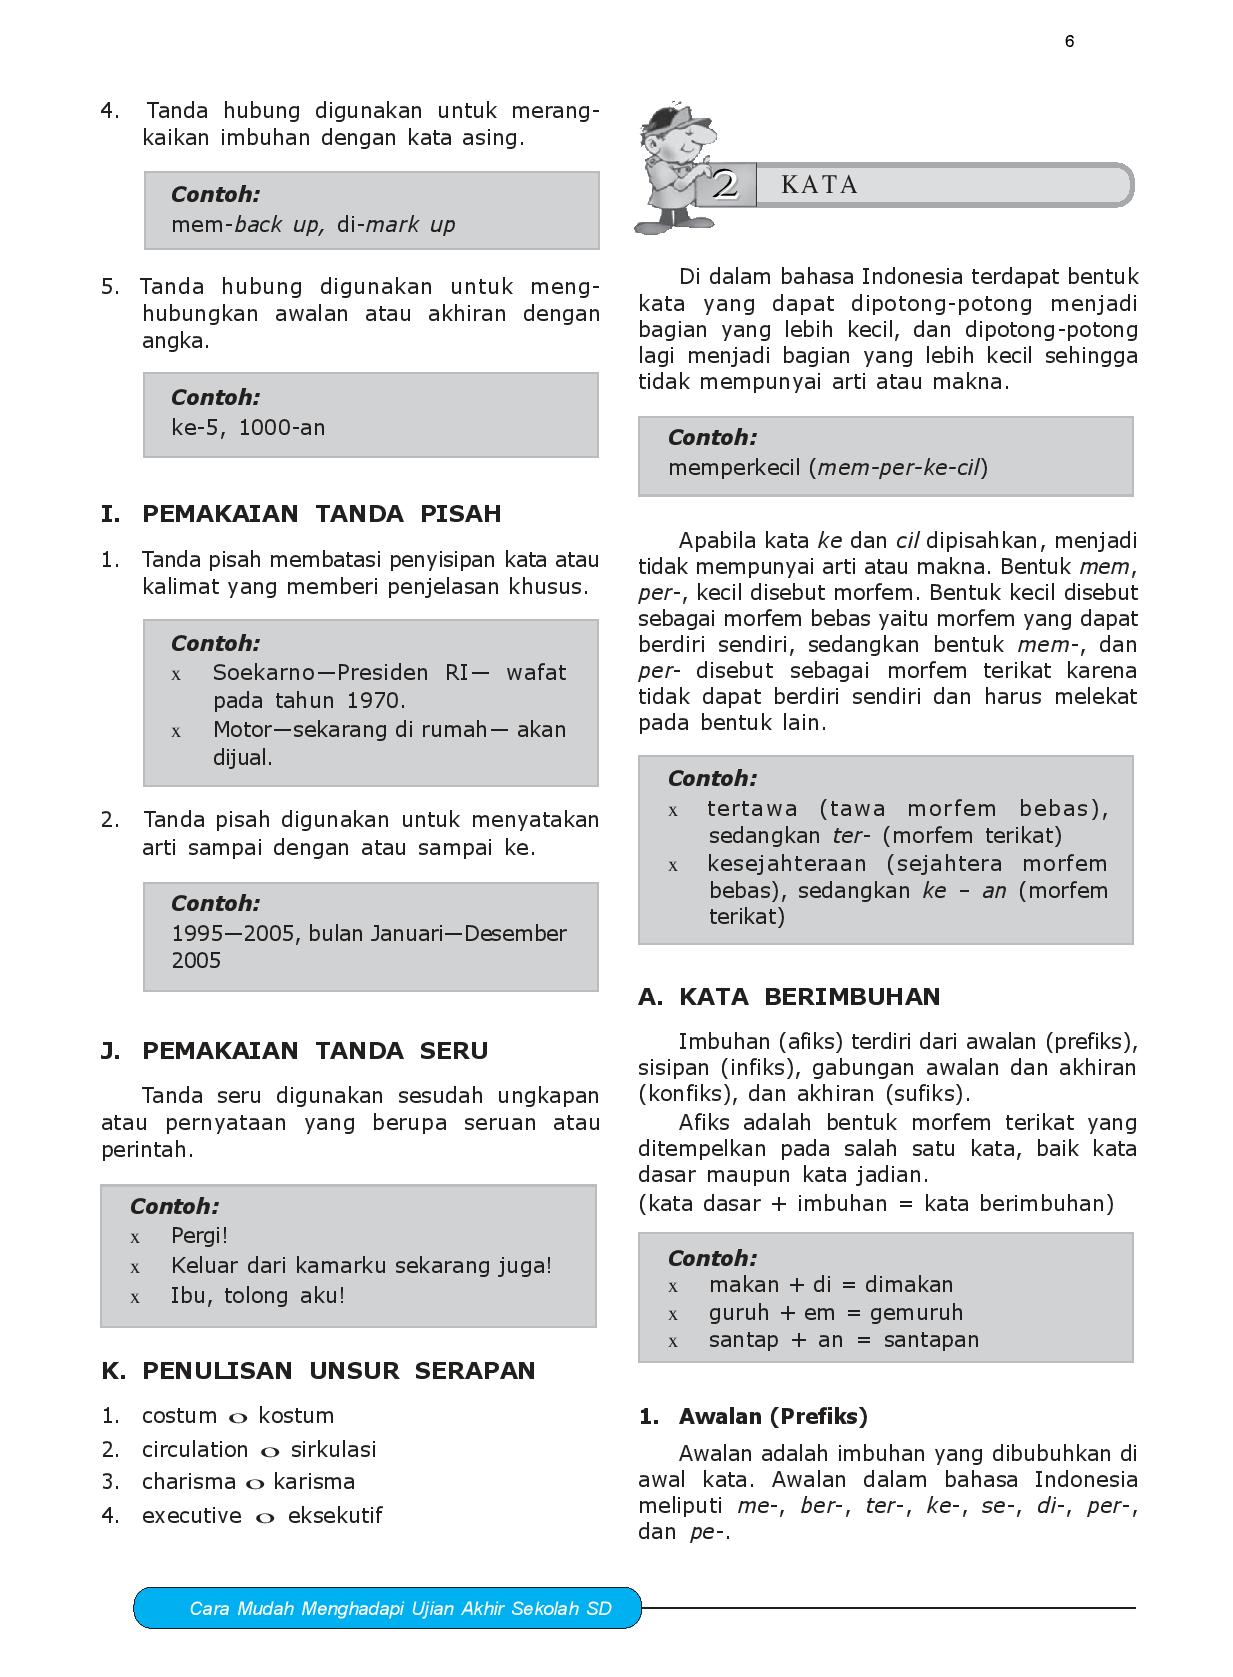 6
4. Tanda hubung digunakan untuk merang-
kaikan imbuhan dengan kata asing.
Contoh:
mem-back up, di-mark up
5. Tanda hubung digunakan untuk meng-
hubungkan awalan atau akhiran dengan
angka.
Contoh:
ke-5, 1000-an
I. PEMAKAIAN TANDA PISAH
1. Tanda pisah membatasi penyisipan kata atau
kalimat yang memberi penjelasan khusus.
Contoh:
x Soekarno—Presiden RI— wafat
pada tahun 1970.
x Motor—sekarang di rumah— akan
dijual.
2. Tanda pisah digunakan untuk menyatakan
arti sampai dengan atau sampai ke.
Contoh:
1995—2005, bulan Januari—Desember
2005
J. PEMAKAIAN TANDA SERU
Tanda seru digunakan sesudah ungkapan
atau pernyataan yang berupa seruan atau
perintah.
Contoh:
x Pergi!
x Keluar dari kamarku sekarang juga!
x Ibu, tolong aku!
K. PENULISAN UNSUR SERAPAN
1. costum o kostum
2. circulation o sirkulasi
3. charisma o karisma
4. executive o eksekutif
2 KATA
Di dalam bahasa Indonesia terdapat bentuk
kata yang dapat dipotong-potong menjadi
bagian yang lebih kecil, dan dipotong-potong
lagi menjadi bagian yang lebih kecil sehingga
tidak mempunyai arti atau makna.
Contoh:
memperkecil (mem-per-ke-cil)
Apabila kata ke dan cil dipisahkan, menjadi
tidak mempunyai arti atau makna. Bentuk mem,
per-, kecil disebut morfem. Bentuk kecil disebut
sebagai morfem bebas yaitu morfem yang dapat
berdiri sendiri, sedangkan bentuk mem-, dan
per- disebut sebagai morfem terikat karena
tidak dapat berdiri sendiri dan harus melekat
pada bentuk lain.
Contoh:
x tertawa (tawa morfem bebas),
sedangkan ter- (morfem terikat)
x kesejahteraan (sejahtera morfem
bebas), sedangkan ke – an (morfem
terikat)
A. KATA BERIMBUHAN
Imbuhan (afiks) terdiri dari awalan (prefiks),
sisipan (infiks), gabungan awalan dan akhiran
(konfiks), dan akhiran (sufiks).
Afiks adalah bentuk morfem terikat yang
ditempelkan pada salah satu kata, baik kata
dasar maupun kata jadian.
(kata dasar + imbuhan = kata berimbuhan)
Contoh:
x makan + di = dimakan
x guruh + em = gemuruh
x santap + an = santapan
1. Awalan (Prefiks)
Awalan adalah imbuhan yang dibubuhkan di
awal kata. Awalan dalam bahasa Indonesia
meliputi me-, ber-, ter-, ke-, se-, di-, per-,
dan pe-.
Cara Mudah Menghadapi Ujian Akhir Sekolah SD